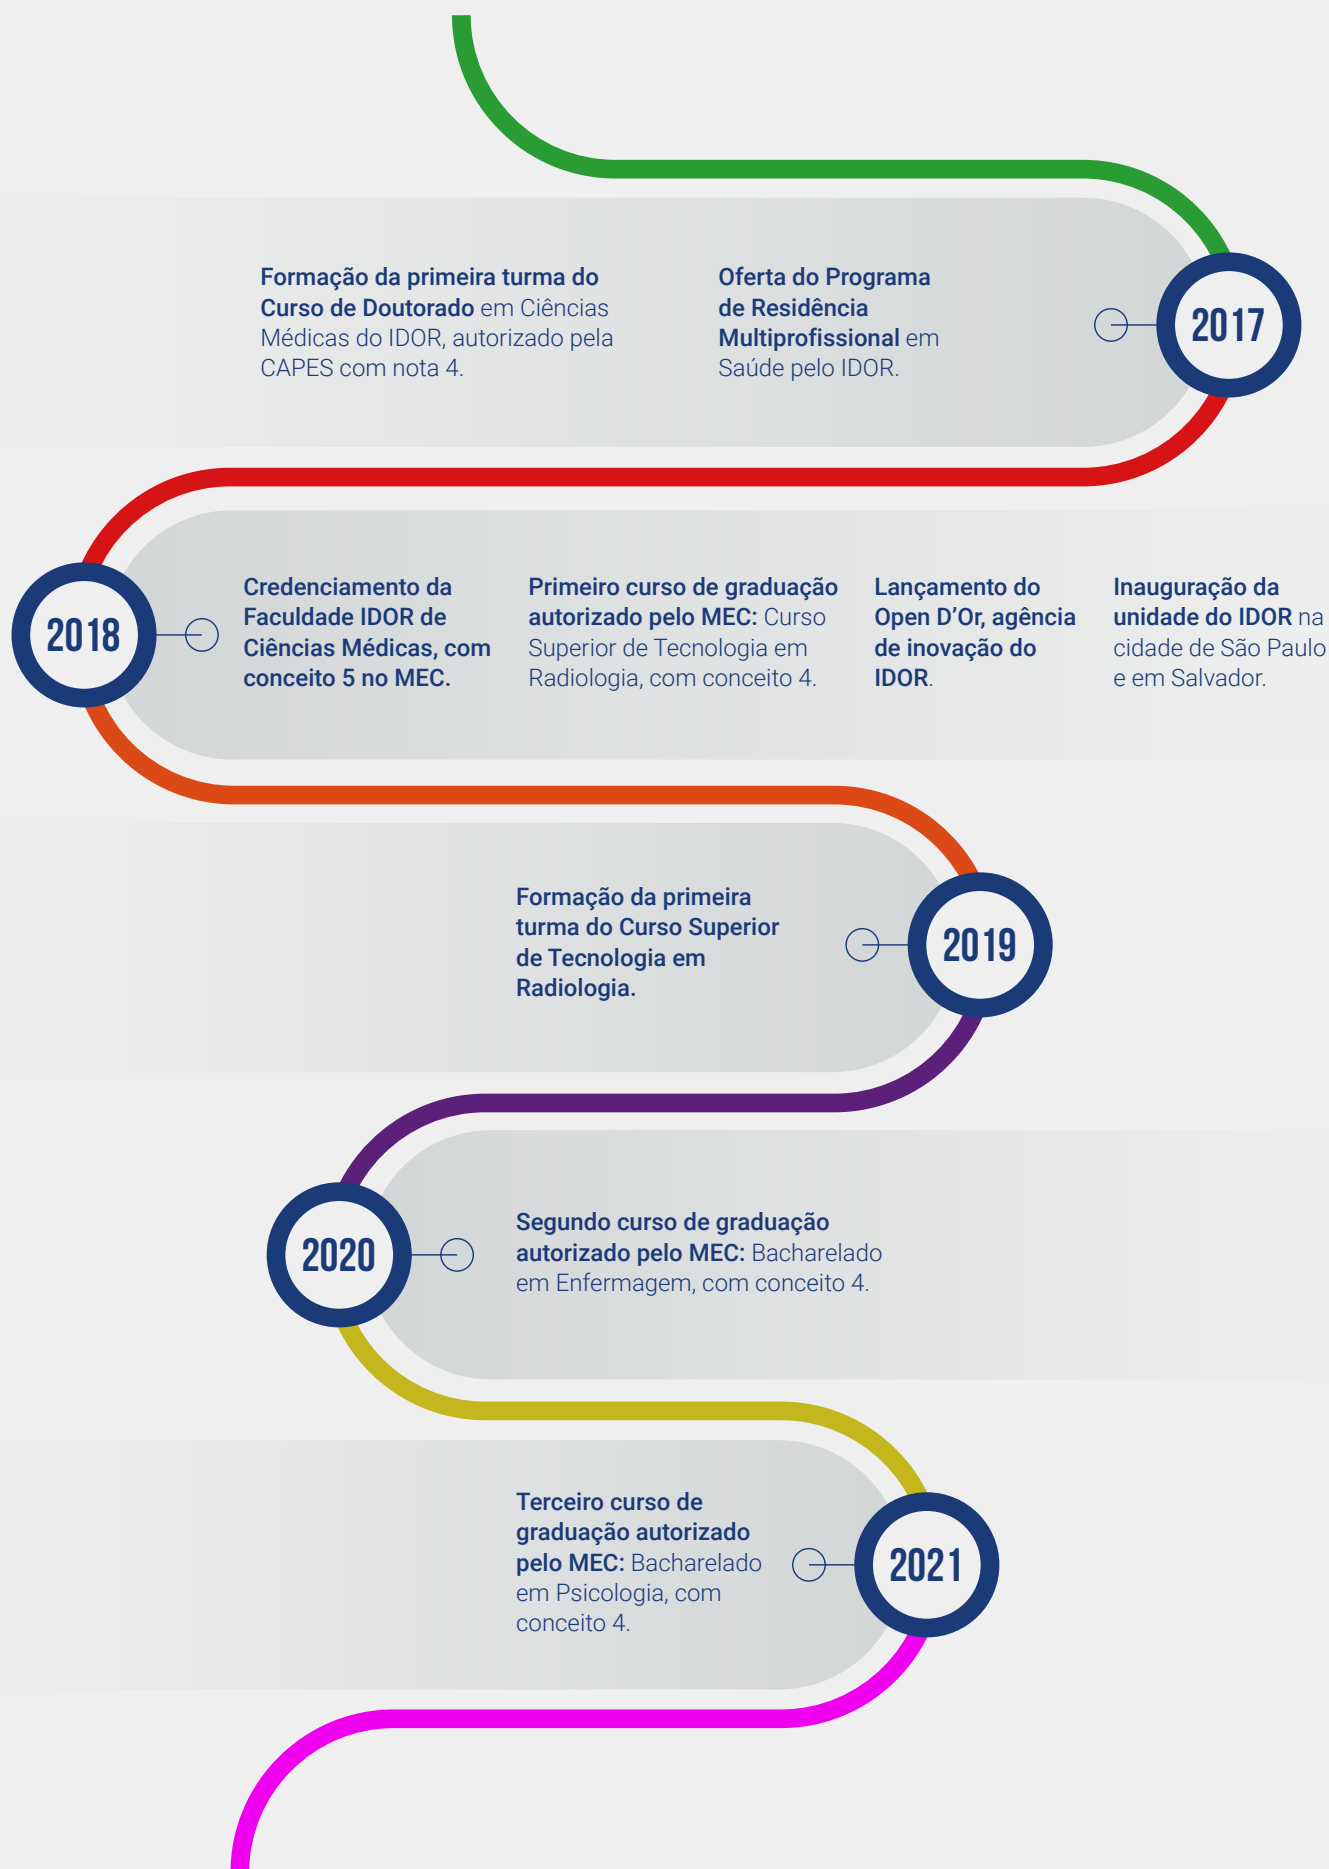 2017
Formação da primeira turma do
Curso de Doutorado em Ciências
Médicas do IDOR, autorizado pela
CAPES com nota 4.
Oferta do Programa
de Residência
Multiprofissional em
Saúde pelo IDOR.
2018
Credenciamento da
Faculdade IDOR de
Ciências Médicas, com
conceito 5 no MEC.
Primeiro curso de graduação
autorizado pelo MEC: Curso
Superior de Tecnologia em
Radiologia, com conceito 4.
Lançamento do
Open D’Or, agência
de inovação do
IDOR.
Inauguração da
unidade do IDOR na
cidade de São Paulo
e em Salvador.
2019
Formação da primeira
turma do Curso Superior
de Tecnologia em
Radiologia.
2020
Segundo curso de graduação
autorizado pelo MEC: Bacharelado
em Enfermagem, com conceito 4.
2021
Terceiro curso de
graduação autorizado
pelo MEC: Bacharelado
em Psicologia, com
conceito 4.